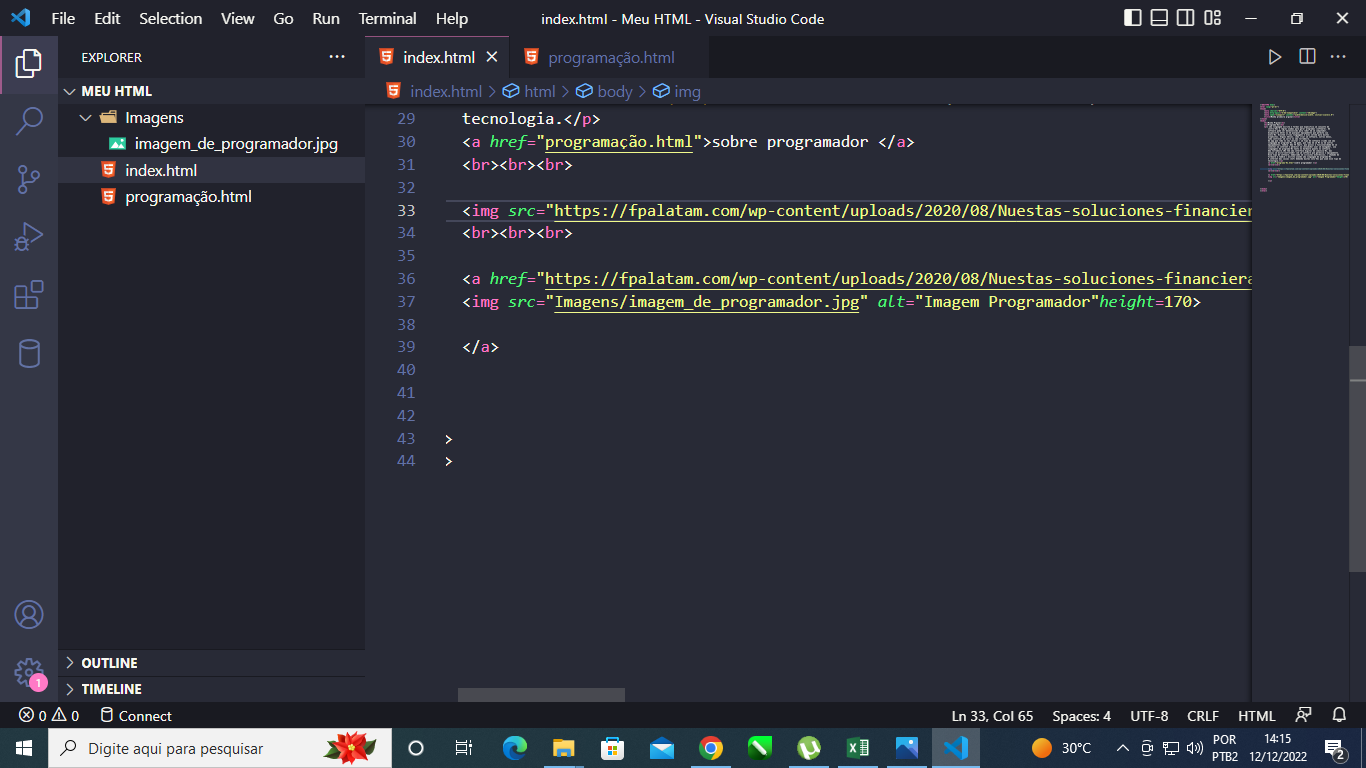 File Edit Selection View Go Run Terminal Help index.html - Meu HTML - Visual Studio Code
EXPLORER
MEU HTML
Imagens
imagem_de_programador.jpg
index.html
programação.html
OUTLINE
TIMELINE
index.html programação.html
index.html > html > body > img
29 tecnologia.</p>
30 <a href="programação.html">sobre programador </a>
31 <br><br><br>
32
33 <img src="https://fpalatam.com/wp-content/uploads/2020/08/Nuestas-soluciones-financier
34 <br><br><br>
35
36 <a href="https://fpalatam.com/wp-content/uploads/2020/08/Nuestas-soluciones-financiera
37 <img src="Imagens/imagem_de_programador.jpg" alt="Imagem Programador"height=170>
38
39 </a>
40
41
42
43 >
44 >
1
0 0 Connect Ln 33, Col 65 Spaces: 4 UTF-8 CRLF HTML
Digite aqui para pesquisar 30°C POR 14:15
PTB2 12/12/2022 2